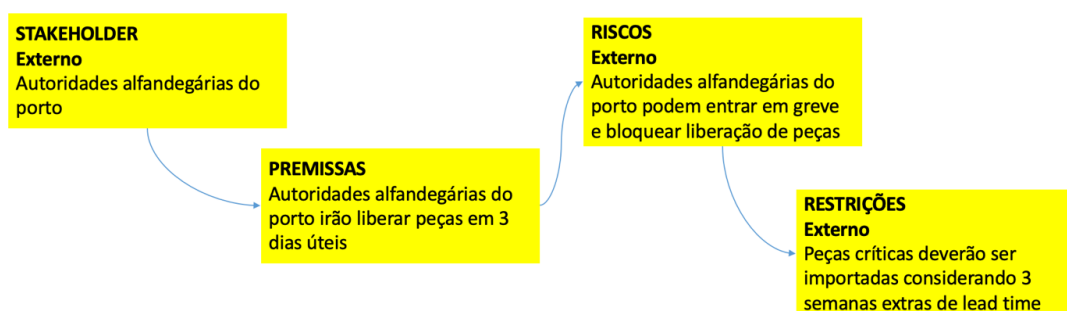 STAKEHOLDER
Externo
Autoridades alfandegárias do
porto
PREMISSAS
Autoridades alfandegárias do
porto irão liberar peças em 3
dias úteis
RISCOS
Externo
Autoridades alfandegárias do
porto podem entrar em greve
e bloquear liberação de peças
RESTRIÇÕES
Externo
Peças críticas deverão ser
importadas considerando 3
semanas extras de lead time